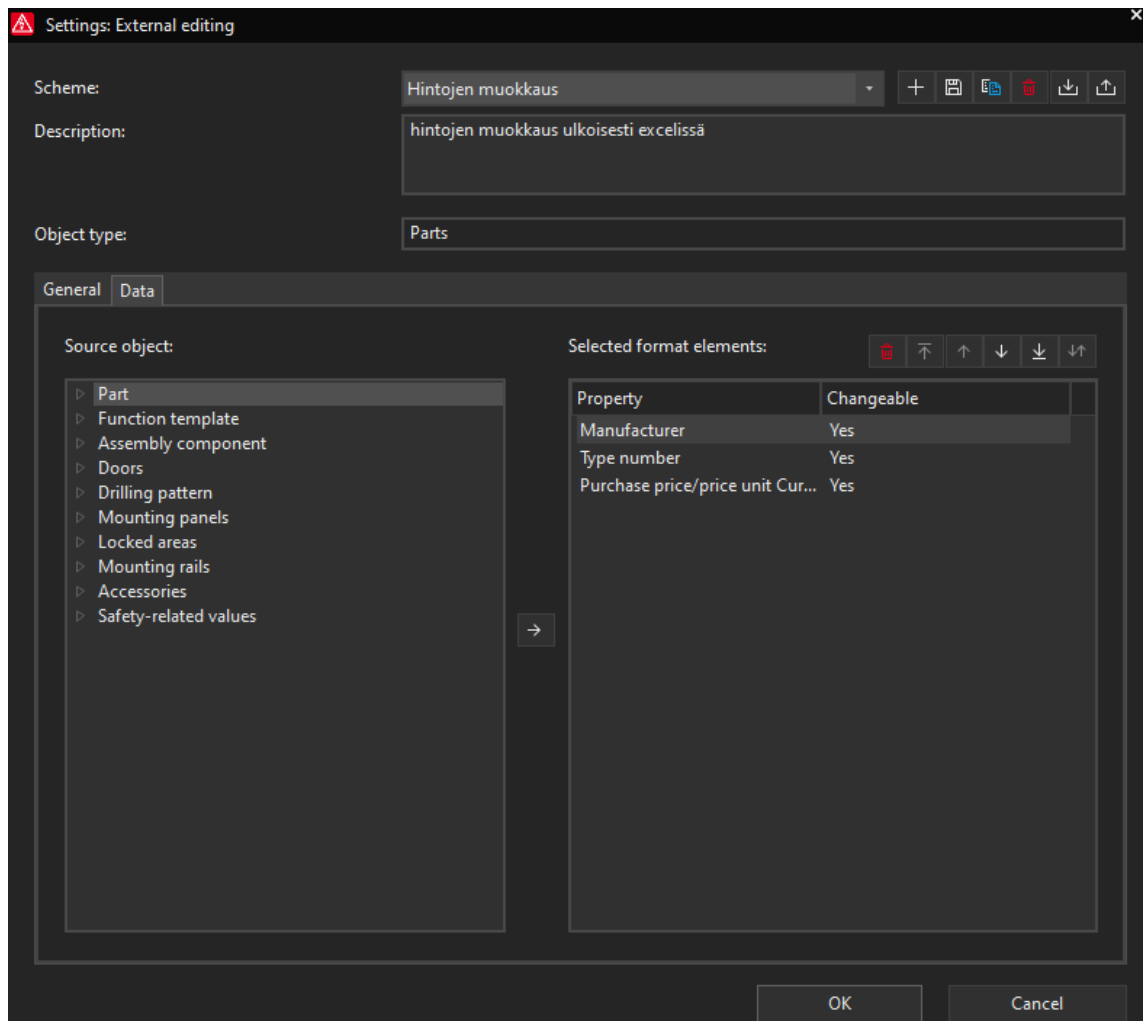 Settings: External editing
Scheme:
Hintojen muokkaus
Description:
hintojen muokkaus ulkoisesti excelissä
Object type:
Parts
General
Data
Source object:
Part
Function template
Assembly component
Doors
Drilling pattern
Mounting panels
Locked areas
Mounting rails
Accessories
Safety-related values
Selected format elements:
Property Changeable
Manufacturer Yes
Type number Yes
Purchase price/price unit Cur... Yes
OK
Cancel